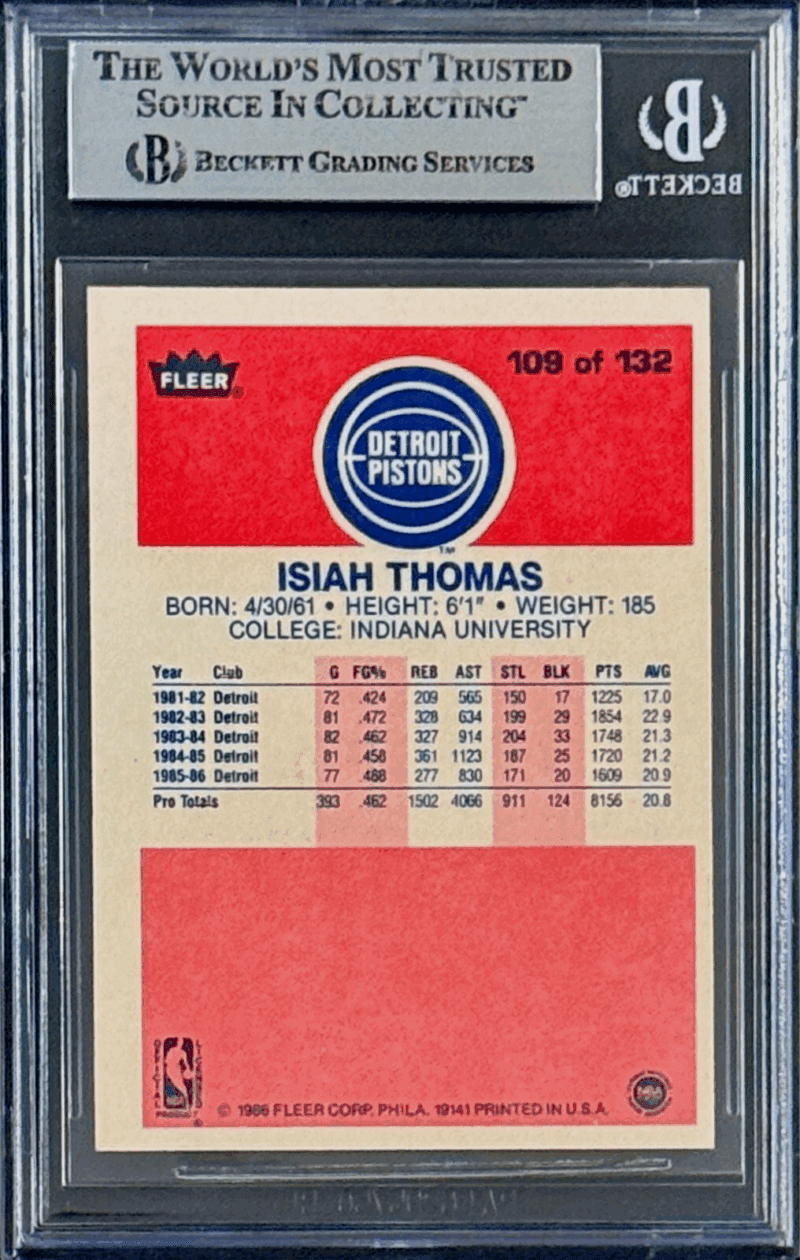 THE WORLD'S MOST TRUSTED
SOURCE IN COLLECTING™
B BECKETT GRADING SERVICES
B
BECKETT®
FLEER®
109 of 132
DETROIT
PISTONS
TM
ISIAH THOMAS
BORN: 4/30/61 • HEIGHT: 6'1" • WEIGHT: 185
COLLEGE: INDIANA UNIVERSITY
Year Club G FG% REB AST STL BLK PTS AVG
1981-82 Detroit 72 .424 209 565 150 17 1225 17.0
1982-83 Detroit 81 .472 328 634 199 29 1854 22.9
1983-84 Detroit 82 .462 327 914 204 33 1748 21.3
1984-85 Detroit 81 .458 361 1123 187 25 1720 21.2
1985-86 Detroit 77 .488 277 830 171 20 1609 20.9
Pro Totals 393 .462 1502 4066 911 124 8156 20.8
OFFICIAL LICENSED
PRODUCT ®
© 1986 FLEER CORP. PHILA. 19141 PRINTED IN U.S.A.